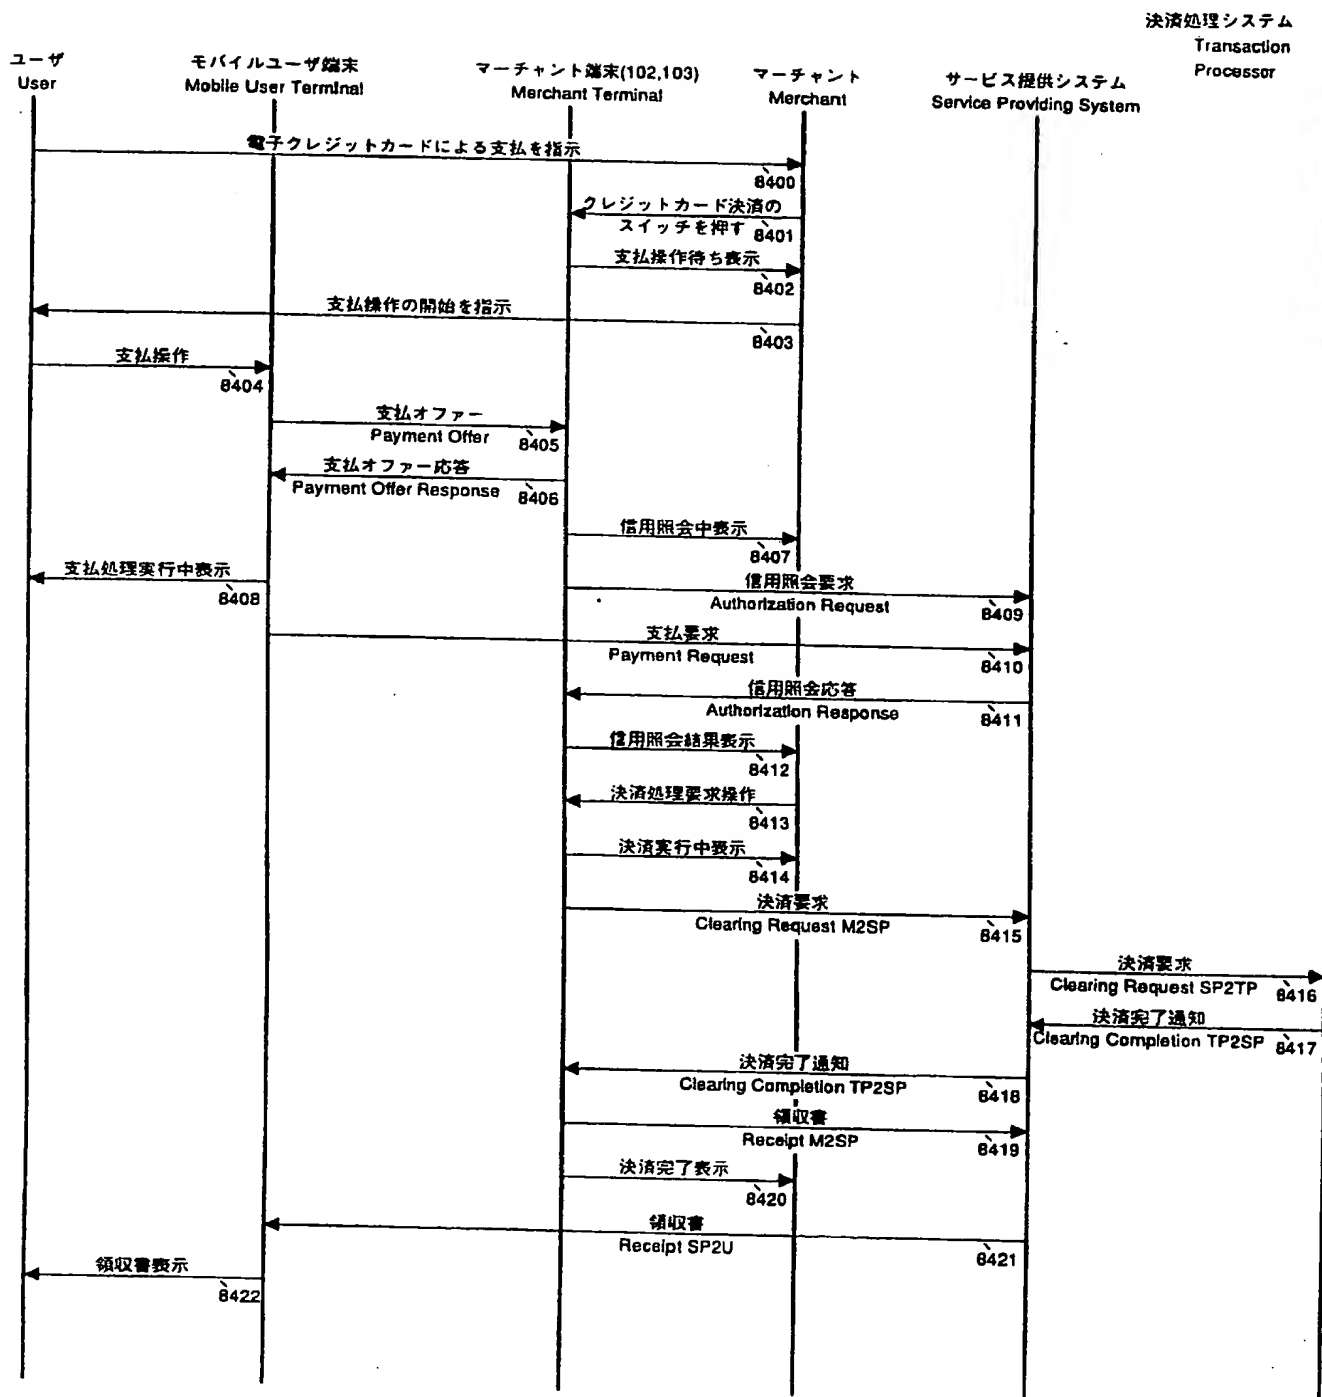 決済処理システム
Transaction
Processor
ユーザ
User
モバイルユーザ端末
Mobile User Terminal
マーチャント端末(102,103)
Merchant Terminal
マーチャント
Merchant
サービス提供システム
Service Providing System
電子クレジットカードによる支払を指示
8400
クレジットカード決済の
スイッチを押す 8401
支払操作待ち表示
8402
支払操作の開始を指示
8403
支払操作
8404
支払オファー
Payment Offer 8405
支払オファー応答
Payment Offer Response 8406
信用照会中表示
8407
支払処理実行中表示
8408
信用照会要求
Authorization Request 8409
支払要求
Payment Request 8410
信用照会応答
Authorization Response 8411
信用照会結果表示
8412
決済処理要求操作
8413
決済実行中表示
8414
決済要求
Clearing Request M2SP 8415
決済要求
Clearing Request SP2TP 8416
決済完了通知
Clearing Completion TP2SP 8417
決済完了通知
Clearing Completion TP2SP 8418
領収書
Receipt M2SP 8419
決済完了表示
8420
領収書
Receipt SP2U 8421
領収書表示
8422